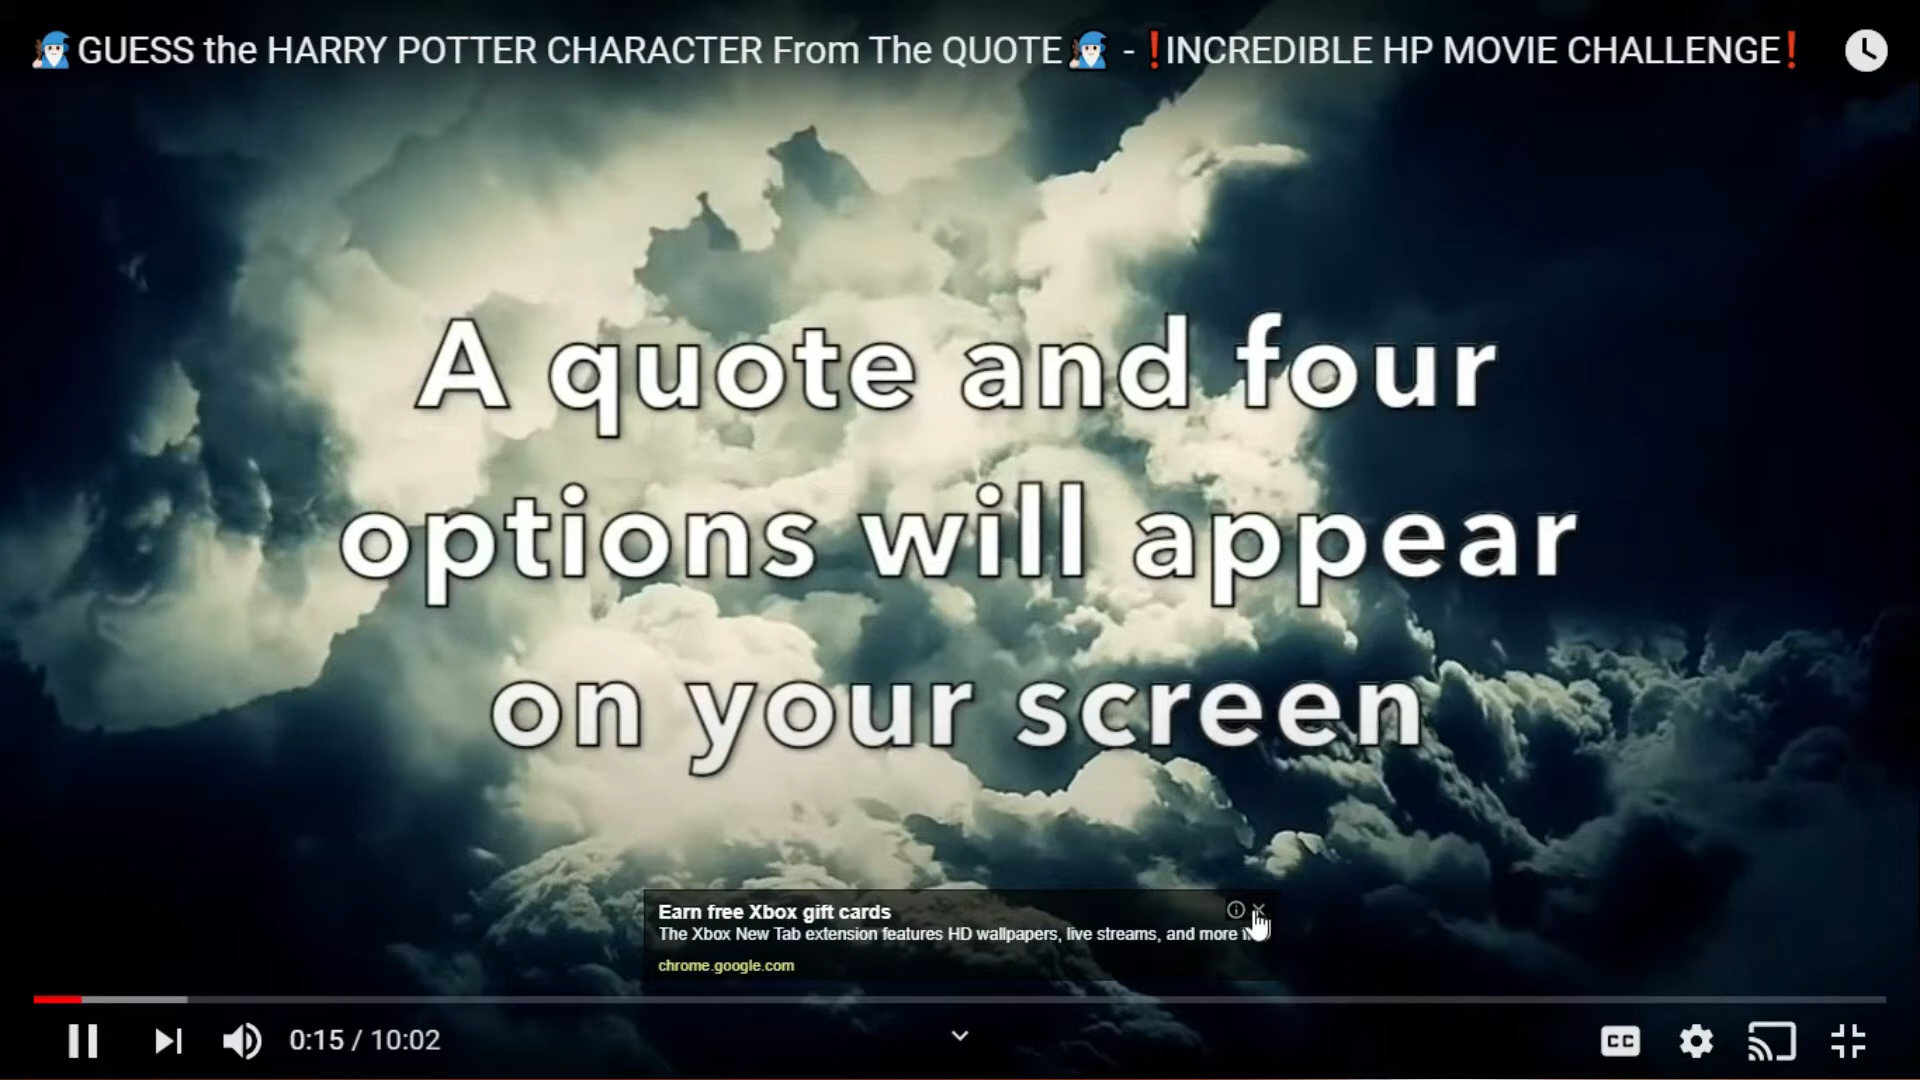 🧙🏻‍♂️GUESS the HARRY POTTER CHARACTER From The QUOTE🧙🏻‍♂️ - ❗INCREDIBLE HP MOVIE CHALLENGE❗
A quote and four
options will appear
on your screen
Earn free Xbox gift cards
The Xbox New Tab extension features HD wallpapers, live streams, and more
chrome.google.com
0:15 / 10:02
CC